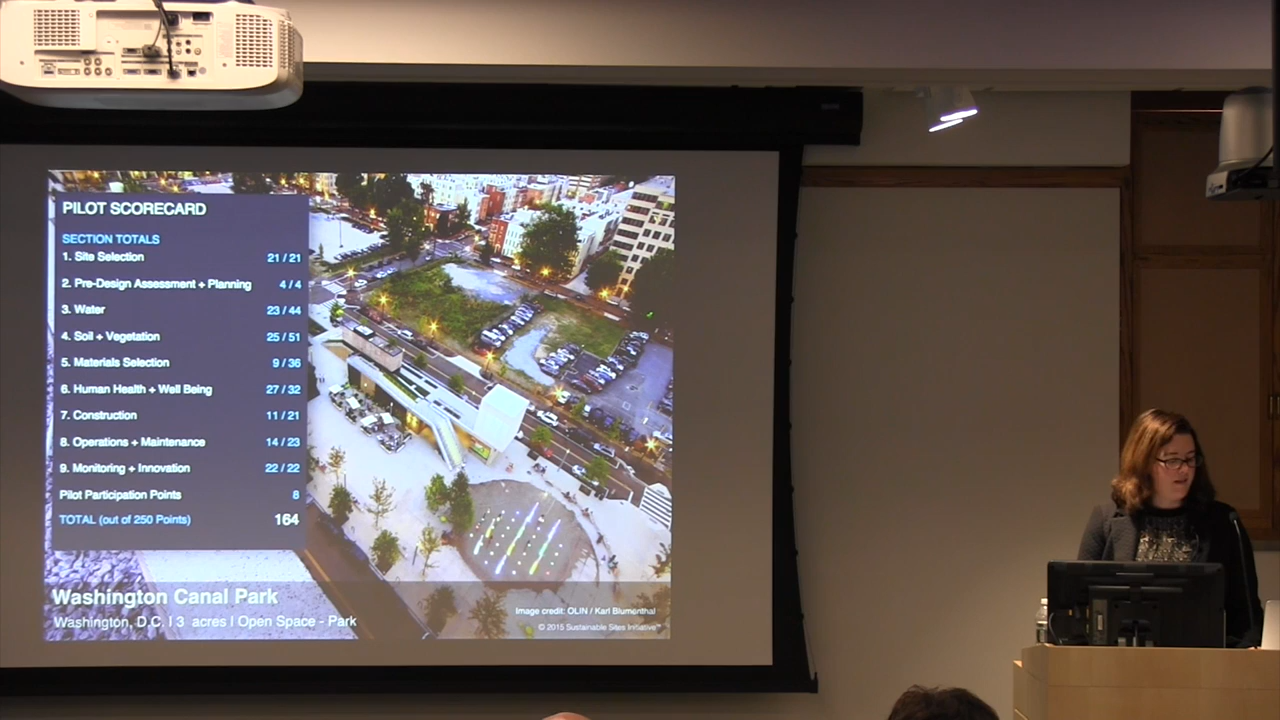 PILOT SCORECARD
SECTION TOTALS
1. Site Selection 21 / 21
2. Pre-Design Assessment + Planning 4 / 4
3. Water 23 / 44
4. Soil + Vegetation 25 / 51
5. Materials Selection 9 / 36
6. Human Health + Well Being 27 / 32
7. Construction 11 / 21
8. Operations + Maintenance 14 / 23
9. Monitoring + Innovation 22 / 22
Pilot Participation Points 8
TOTAL (out of 250 Points) 164
Washington Canal Park
Washington, D.C. I 3 acres I Open Space - Park
Image credit: OLIN / Karl Blumenthal
© 2015 Sustainable Sites Initiative™